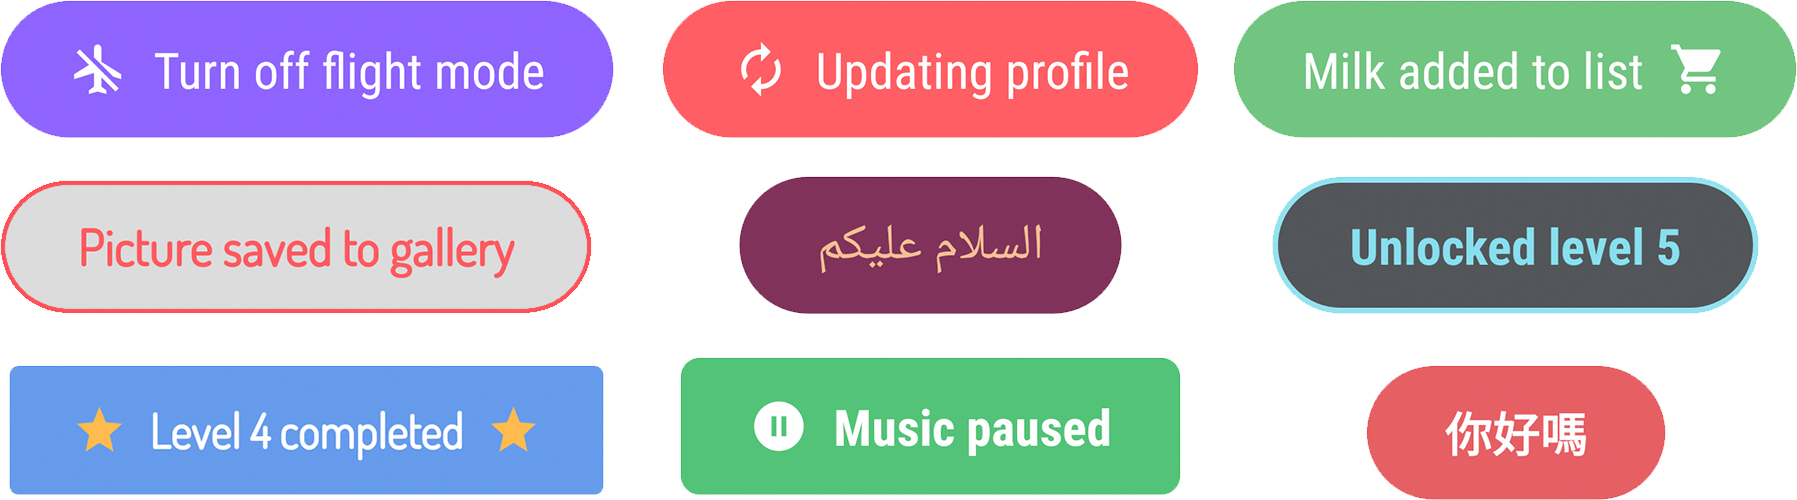 Turn off flight mode
Updating profile
Milk added to list
Picture saved to gallery
السلام عليكم
Unlocked level 5
Level 4 completed
Music paused
你好嗎